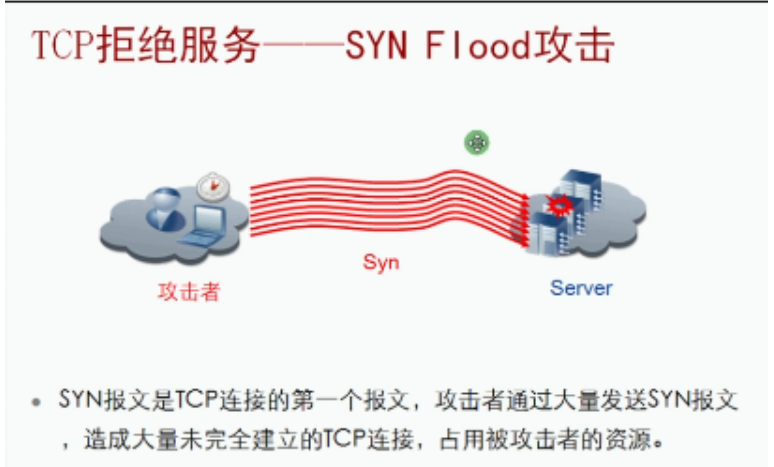 TCP拒绝服务——SYN Flood攻击
Syn
攻击者
Server
• SYN报文是TCP连接的第一个报文，攻击者通过大量发送SYN报文
，造成大量未完全建立的TCP连接，占用被攻击者的资源。